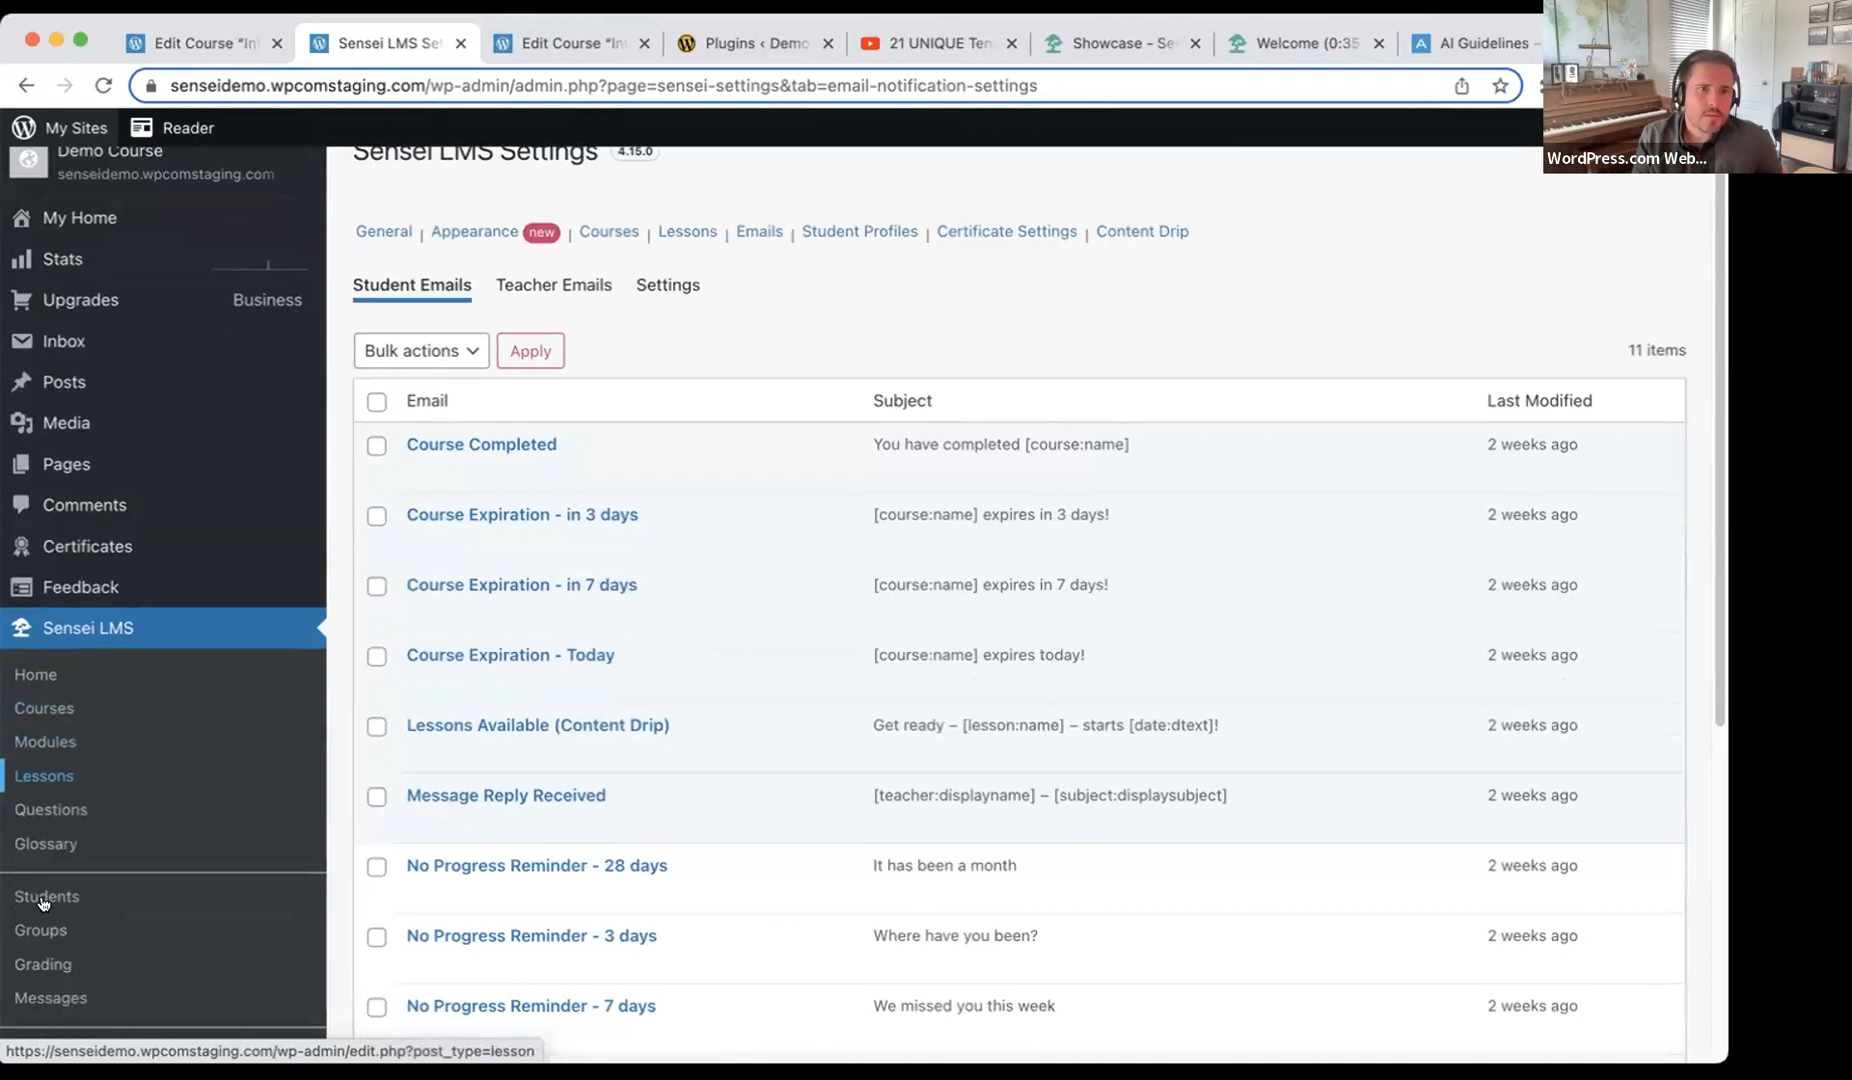 Edit Course "In
Sensei LMS Set
Edit Course "In
Plugins ‹ Demo
21 UNIQUE Ten
Showcase - Se
Welcome (0:35
AI Guidelines –
senseidemo.wpcomstaging.com/wp-admin/admin.php?page=sensei-settings&tab=email-notification-settings
My Sites
Reader
WordPress.com Web...
Demo Course
senseidemo.wpcomstaging.com
My Home
Stats
Upgrades Business
Inbox
Posts
Media
Pages
Comments
Certificates
Feedback
Sensei LMS
Home
Courses
Modules
Lessons
Questions
Glossary
Students
Groups
Grading
Messages
Sensei LMS Settings 4.15.0
General | Appearance new | Courses | Lessons | Emails | Student Profiles | Certificate Settings | Content Drip
Student Emails Teacher Emails Settings
Bulk actions Apply 11 items
Email Subject Last Modified
Course Completed You have completed [course:name] 2 weeks ago
Course Expiration - in 3 days [course:name] expires in 3 days! 2 weeks ago
Course Expiration - in 7 days [course:name] expires in 7 days! 2 weeks ago
Course Expiration - Today [course:name] expires today! 2 weeks ago
Lessons Available (Content Drip) Get ready – [lesson:name] – starts [date:dtext]! 2 weeks ago
Message Reply Received [teacher:displayname] – [subject:displaysubject] 2 weeks ago
No Progress Reminder - 28 days It has been a month 2 weeks ago
No Progress Reminder - 3 days Where have you been? 2 weeks ago
No Progress Reminder - 7 days We missed you this week 2 weeks ago
https://senseidemo.wpcomstaging.com/wp-admin/edit.php?post_type=lesson